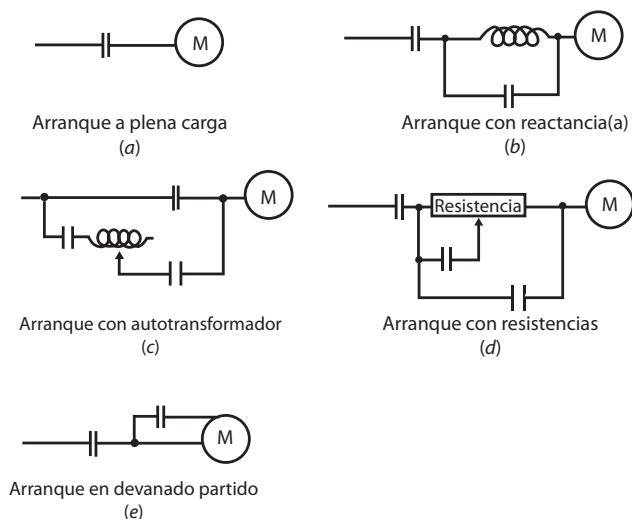 M
Arranque a plena carga
(a)
M
Arranque con reactancia(a)
(b)
M
Arranque con autotransformador
(c)
Resistencia
M
Arranque con resistencias
(d)
M
Arranque en devanado partido
(e)